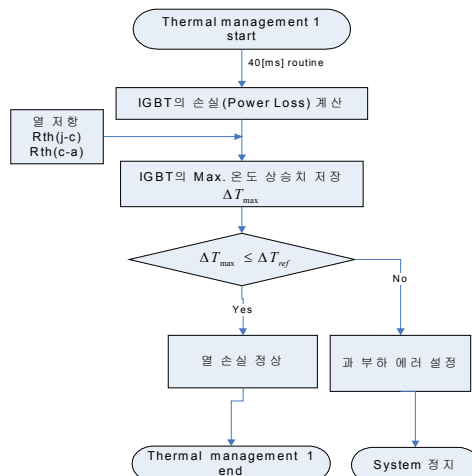 Thermal management 1
start
40[ms] routine
IGBT의 손실(Power Loss) 계산
열 저항
Rth(j-c)
Rth(c-a)
IGBT의 Max. 온도 상승치 저장
ΔTmax
ΔTmax ≤ ΔTref
No
Yes
열 손실 정상
과 부하 에러 설정
Thermal management 1
end
System 정지